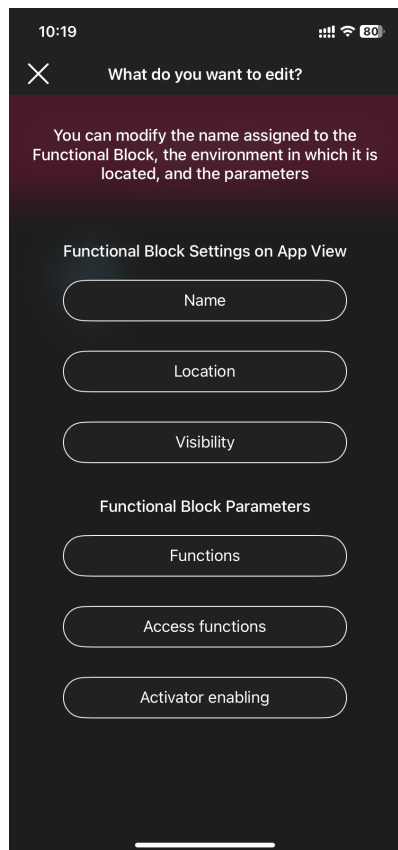 10:19
80
What do you want to edit?
You can modify the name assigned to the
Functional Block, the environment in which it is
located, and the parameters
Functional Block Settings on App View
Name
Location
Visibility
Functional Block Parameters
Functions
Access functions
Activator enabling